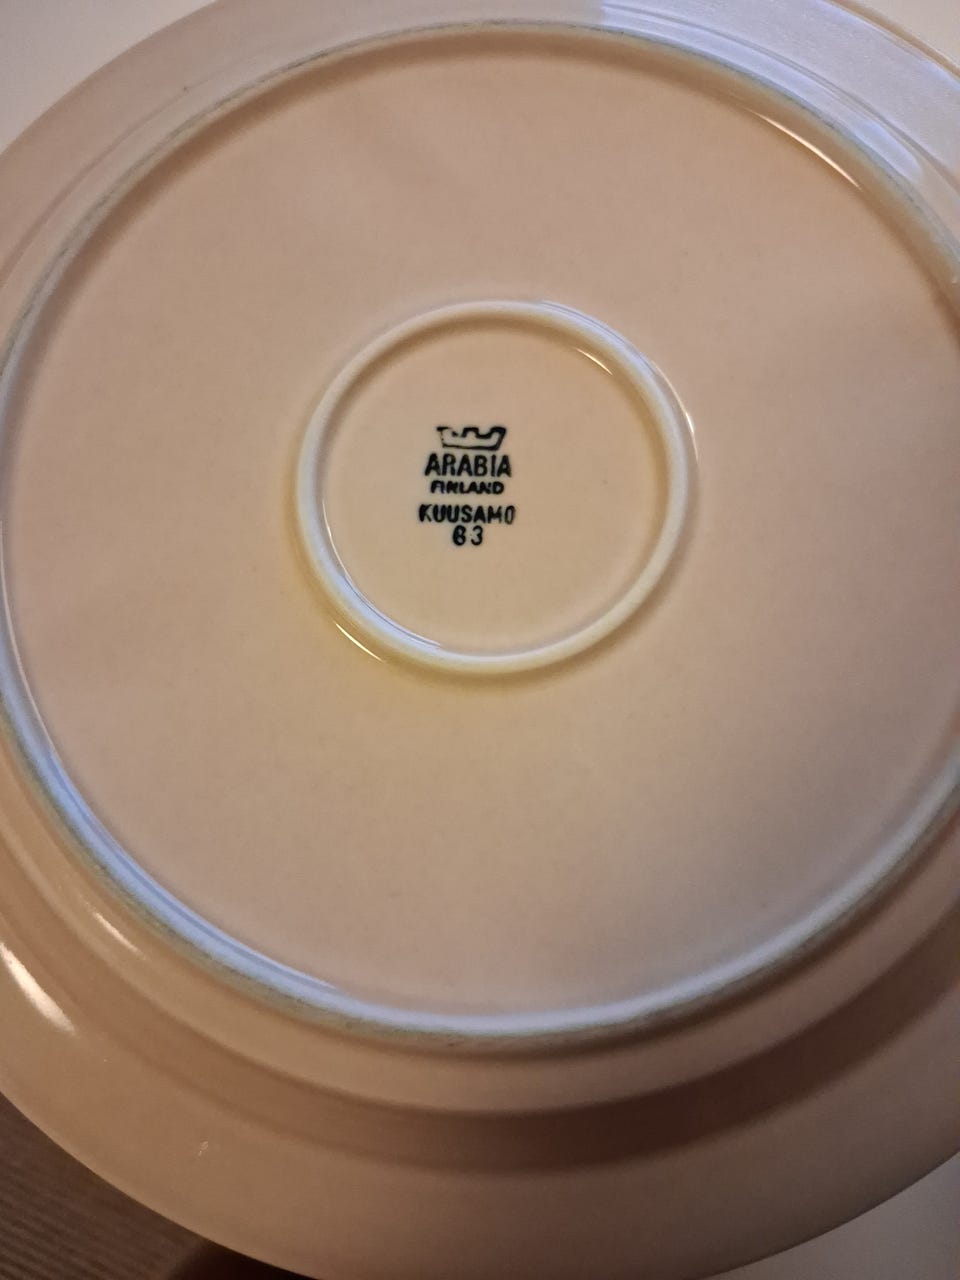 ARABIA
FINLAND
KUUSAMO
63